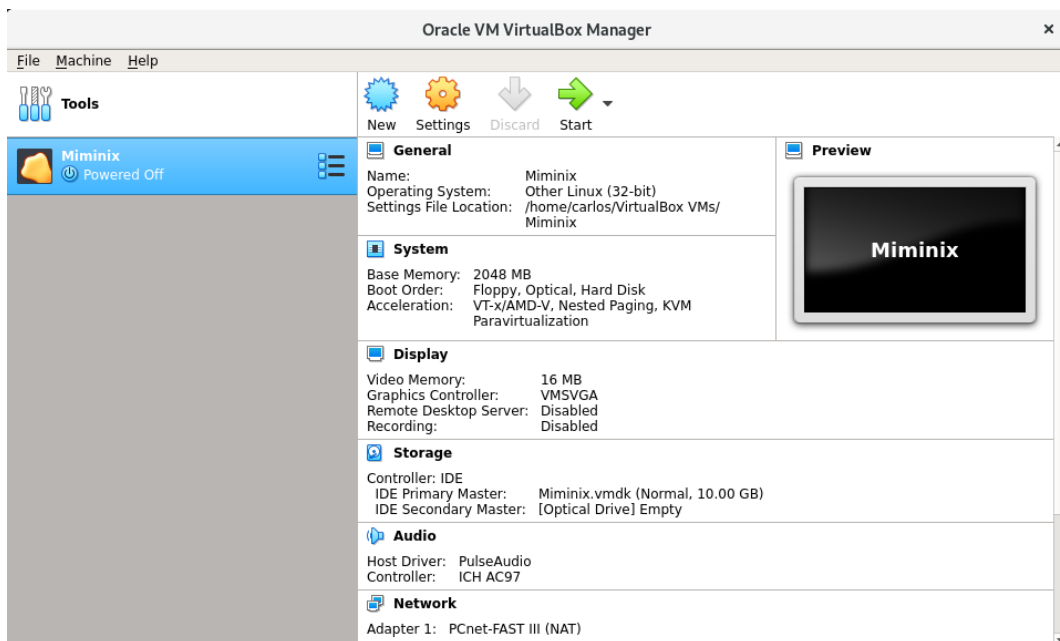 Oracle VM VirtualBox Manager
File Machine Help
Tools
New Settings Discard Start
Miminix
Powered Off
General
Name: Miminix
Operating System: Other Linux (32-bit)
Settings File Location: /home/carlos/VirtualBox VMs/
Miminix
Preview
Miminix
System
Base Memory: 2048 MB
Boot Order: Floppy, Optical, Hard Disk
Acceleration: VT-x/AMD-V, Nested Paging, KVM
Paravirtualization
Display
Video Memory: 16 MB
Graphics Controller: VMSVGA
Remote Desktop Server: Disabled
Recording: Disabled
Storage
Controller: IDE
IDE Primary Master: Miminix.vmdk (Normal, 10.00 GB)
IDE Secondary Master: [Optical Drive] Empty
Audio
Host Driver: PulseAudio
Controller: ICH AC97
Network
Adapter 1: PCnet-FAST III (NAT)